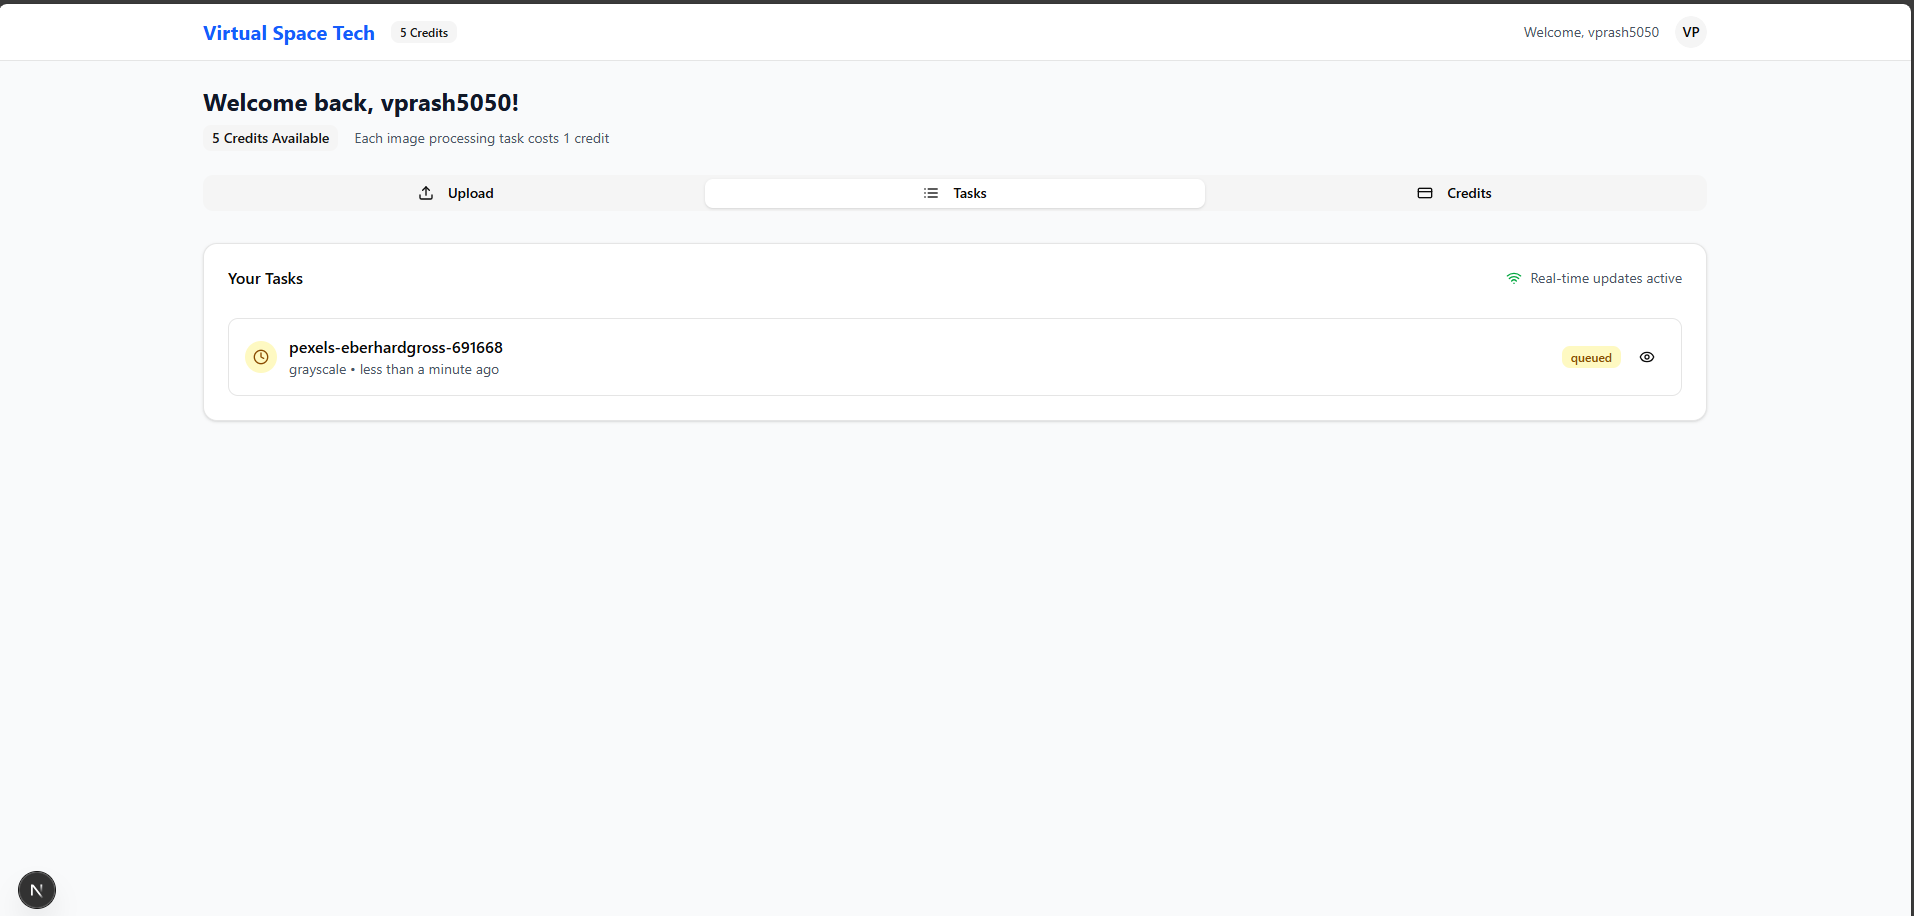 Virtual Space Tech
5 Credits
Welcome, vprash5050
VP
Welcome back, vprash5050!
5 Credits Available
Each image processing task costs 1 credit
Upload
Tasks
Credits
Your Tasks
Real-time updates active
pexels-eberhardgross-691668
grayscale • less than a minute ago
queued
N